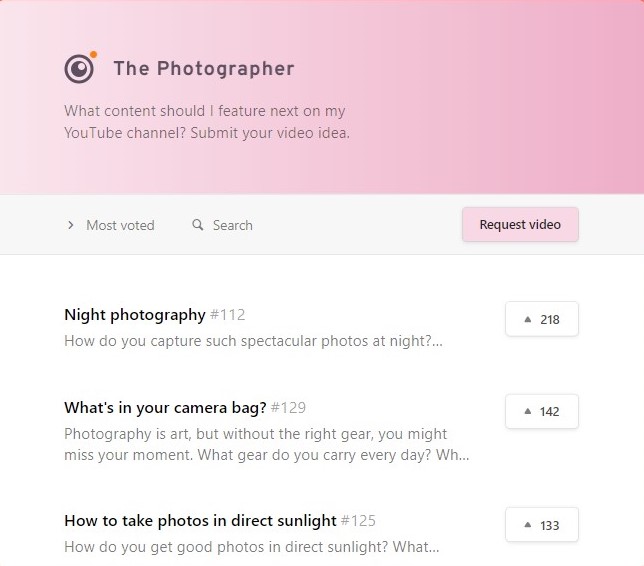 The Photographer
What content should I feature next on my
YouTube channel? Submit your video idea.
Most voted
Search
Request video
Night photography #112
218
How do you capture such spectacular photos at night?...
What's in your camera bag? #129
142
Photography is art, but without the right gear, you might
miss your moment. What gear do you carry every day? Wh...
How to take photos in direct sunlight #125
133
How do you get good photos in direct sunlight? What...